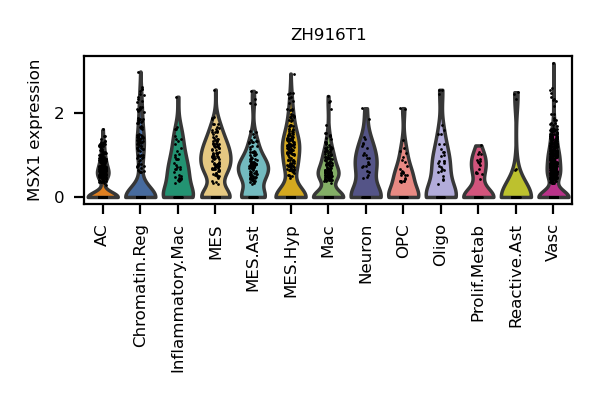 ZH916T1
MSX1 expression
2
0
AC
Chromatin.Reg
Inflammatory.Mac
MES
MES.Ast
MES.Hyp
Mac
Neuron
OPC
Oligo
Prolif.Metab
Reactive.Ast
Vasc